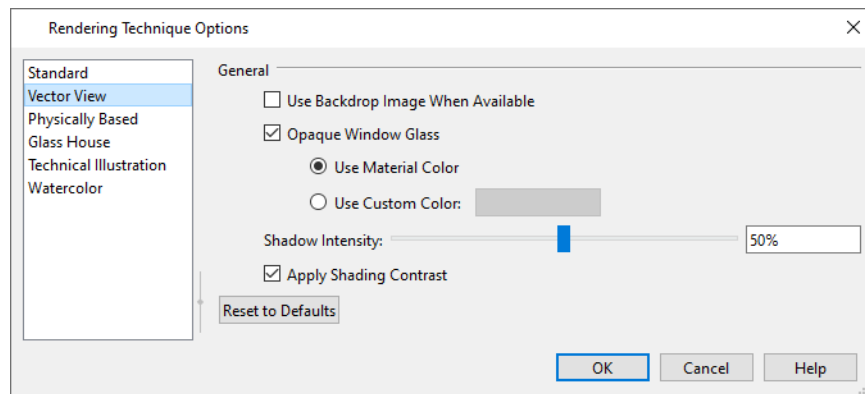 Rendering Technique Options
Standard
Vector View
Physically Based
Glass House
Technical Illustration
Watercolor
General
Use Backdrop Image When Available
Opaque Window Glass
Use Material Color
Use Custom Color:
Shadow Intensity: 50%
Apply Shading Contrast
Reset to Defaults
OK Cancel Help